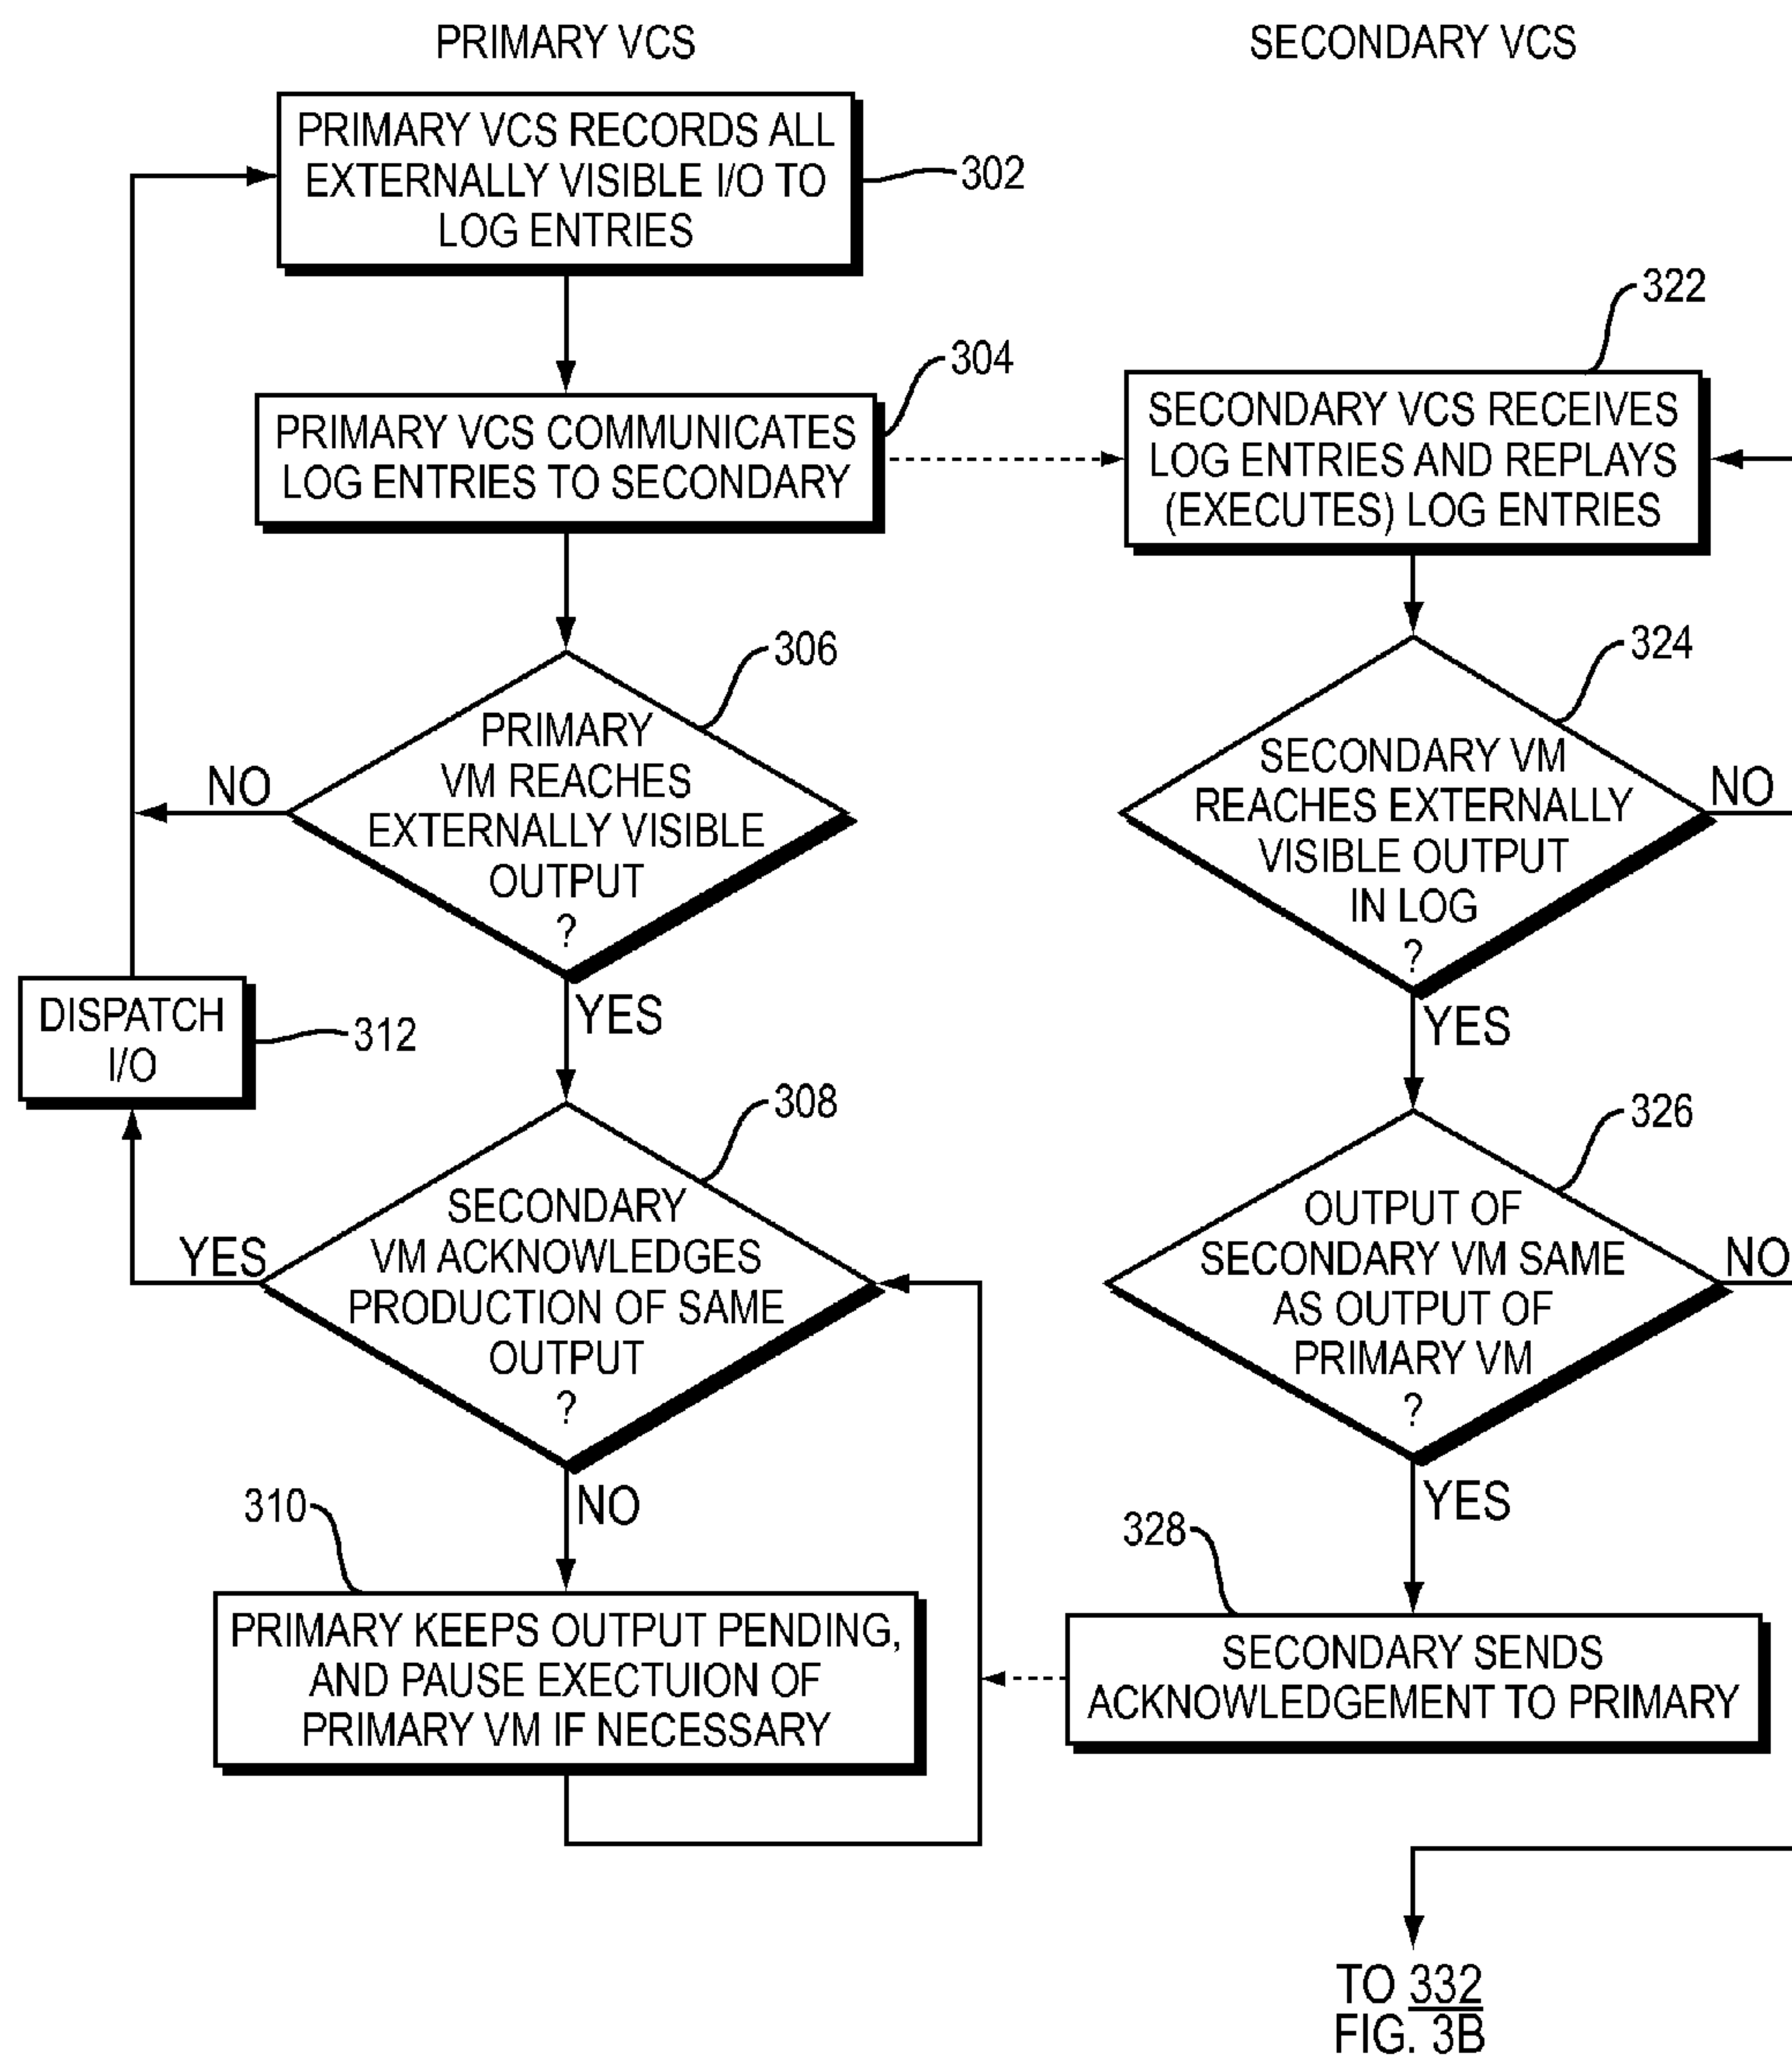 PRIMARY VCS
PRIMARY VCS RECORDS ALL
EXTERNALLY VISIBLE I/O TO
LOG ENTRIES
302
304
PRIMARY VCS COMMUNICATES
LOG ENTRIES TO SECONDARY
306
PRIMARY
VM REACHES
EXTERNALLY VISIBLE
OUTPUT
?
NO
YES
DISPATCH
I/O
312
308
SECONDARY
VM ACKNOWLEDGES
PRODUCTION OF SAME
OUTPUT
?
YES
NO
310
PRIMARY KEEPS OUTPUT PENDING,
AND PAUSE EXECTUION OF
PRIMARY VM IF NECESSARY
SECONDARY VCS
322
SECONDARY VCS RECEIVES
LOG ENTRIES AND REPLAYS
(EXECUTES) LOG ENTRIES
324
SECONDARY VM
REACHES EXTERNALLY
VISIBLE OUTPUT
IN LOG
?
NO
YES
326
OUTPUT OF
SECONDARY VM SAME
AS OUTPUT OF
PRIMARY VM
?
NO
YES
328
SECONDARY SENDS
ACKNOWLEDGEMENT TO PRIMARY
TO 332
FIG. 3B